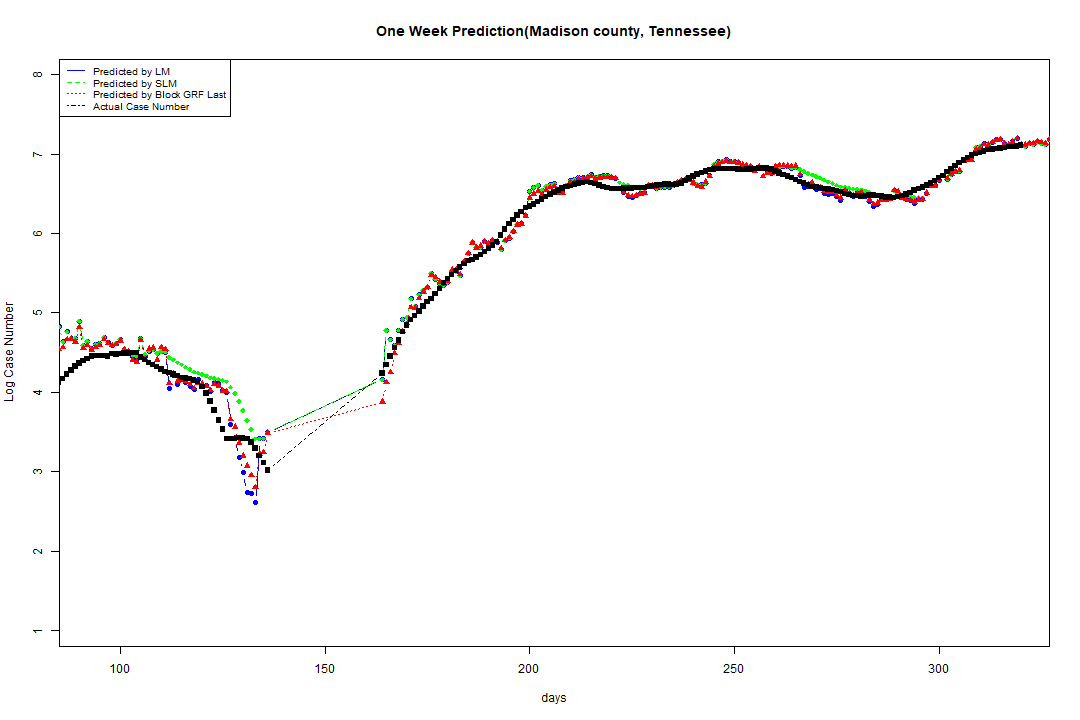 One Week Prediction(Madison county, Tennessee)
Predicted by LM
Predicted by SLM
Predicted by Block GRF Last
Actual Case Number
Log Case Number
8
7
6
5
4
3
2
1
100
150
200
250
300
days